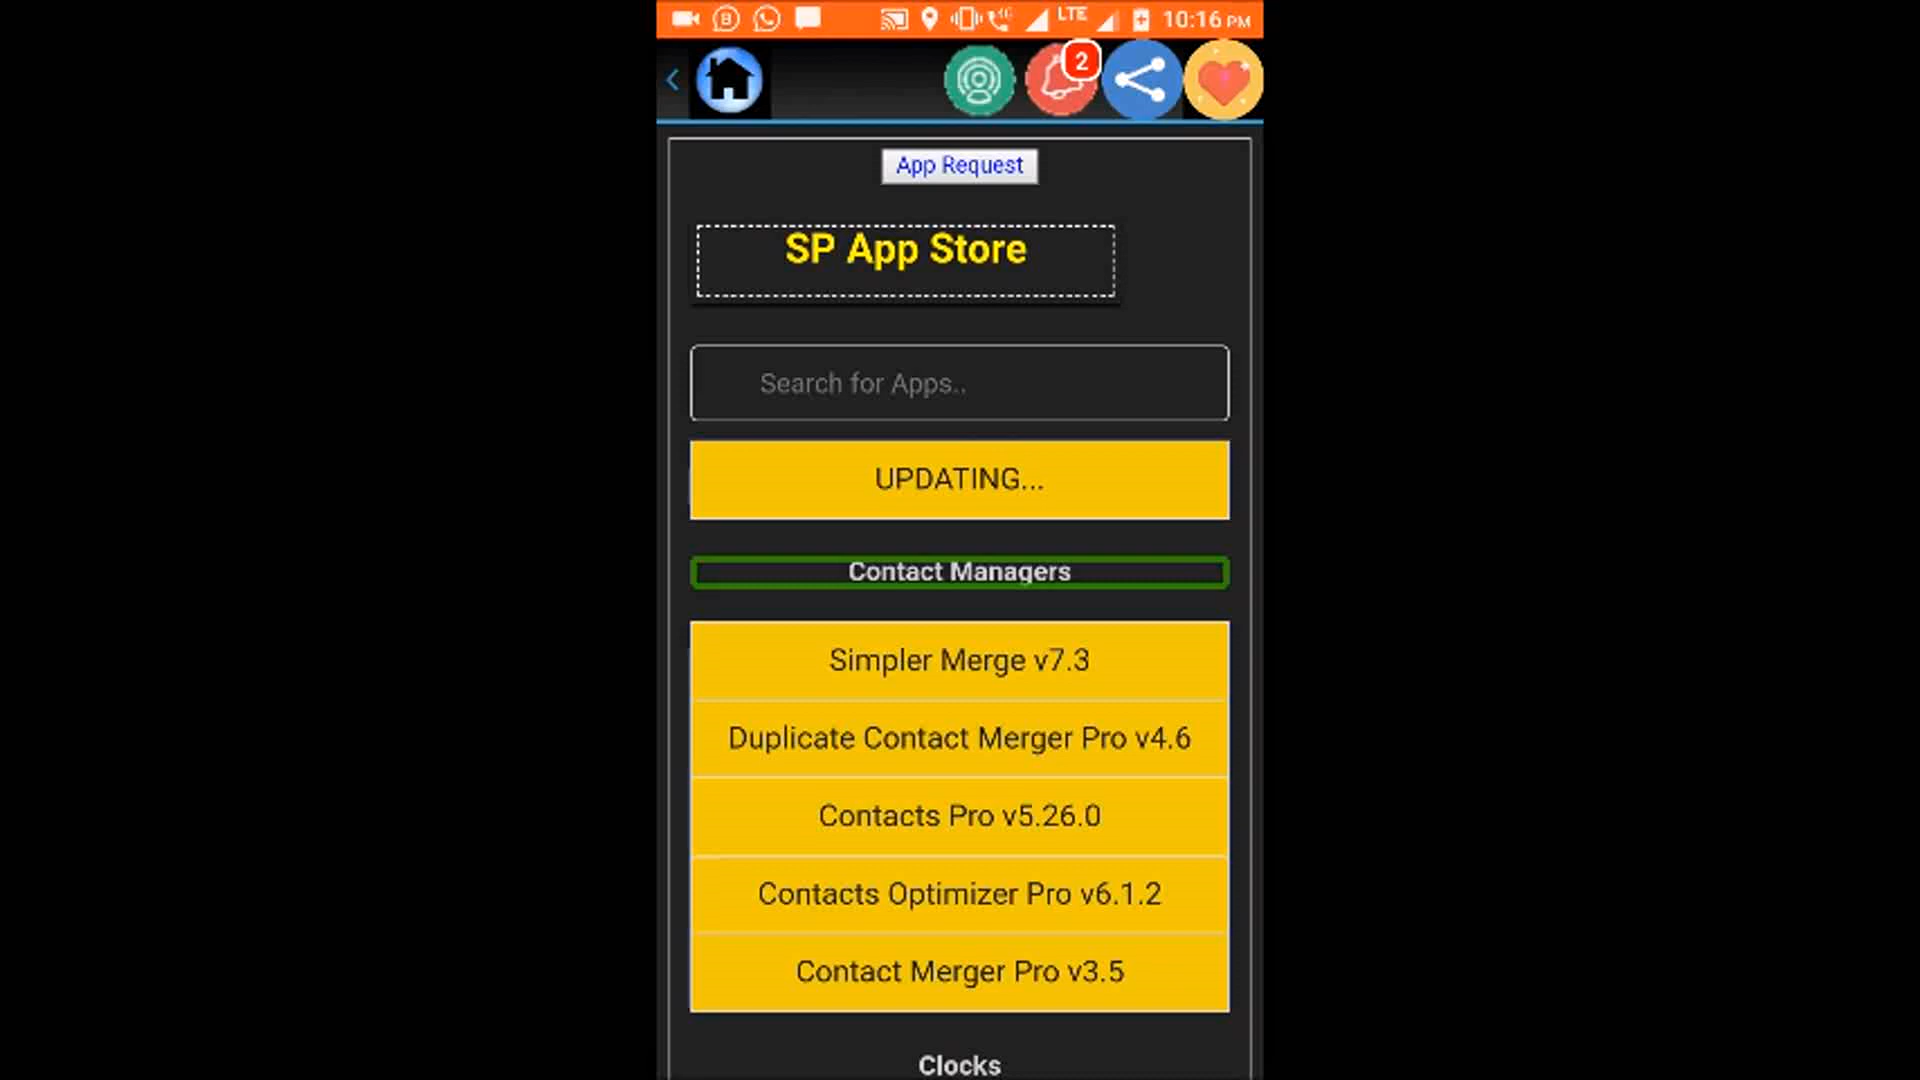 LTE 10:16 PM
2
App Request
SP App Store
Search for Apps..
UPDATING...
Contact Managers
Simpler Merge v7.3
Duplicate Contact Merger Pro v4.6
Contacts Pro v5.26.0
Contacts Optimizer Pro v6.1.2
Contact Merger Pro v3.5
Clocks